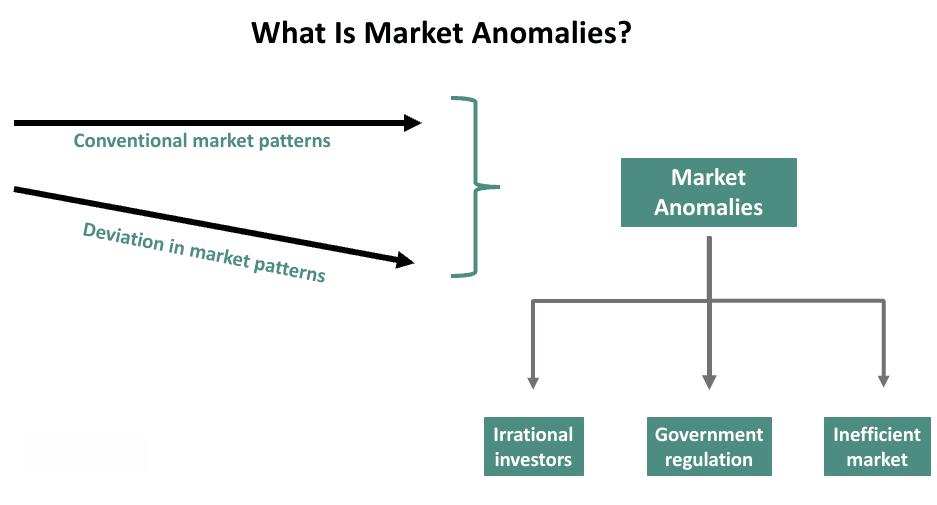 What Is Market Anomalies?
Conventional market patterns
Deviation in market patterns
Market
Anomalies
Irrational
investors
Government
regulation
Inefficient
market